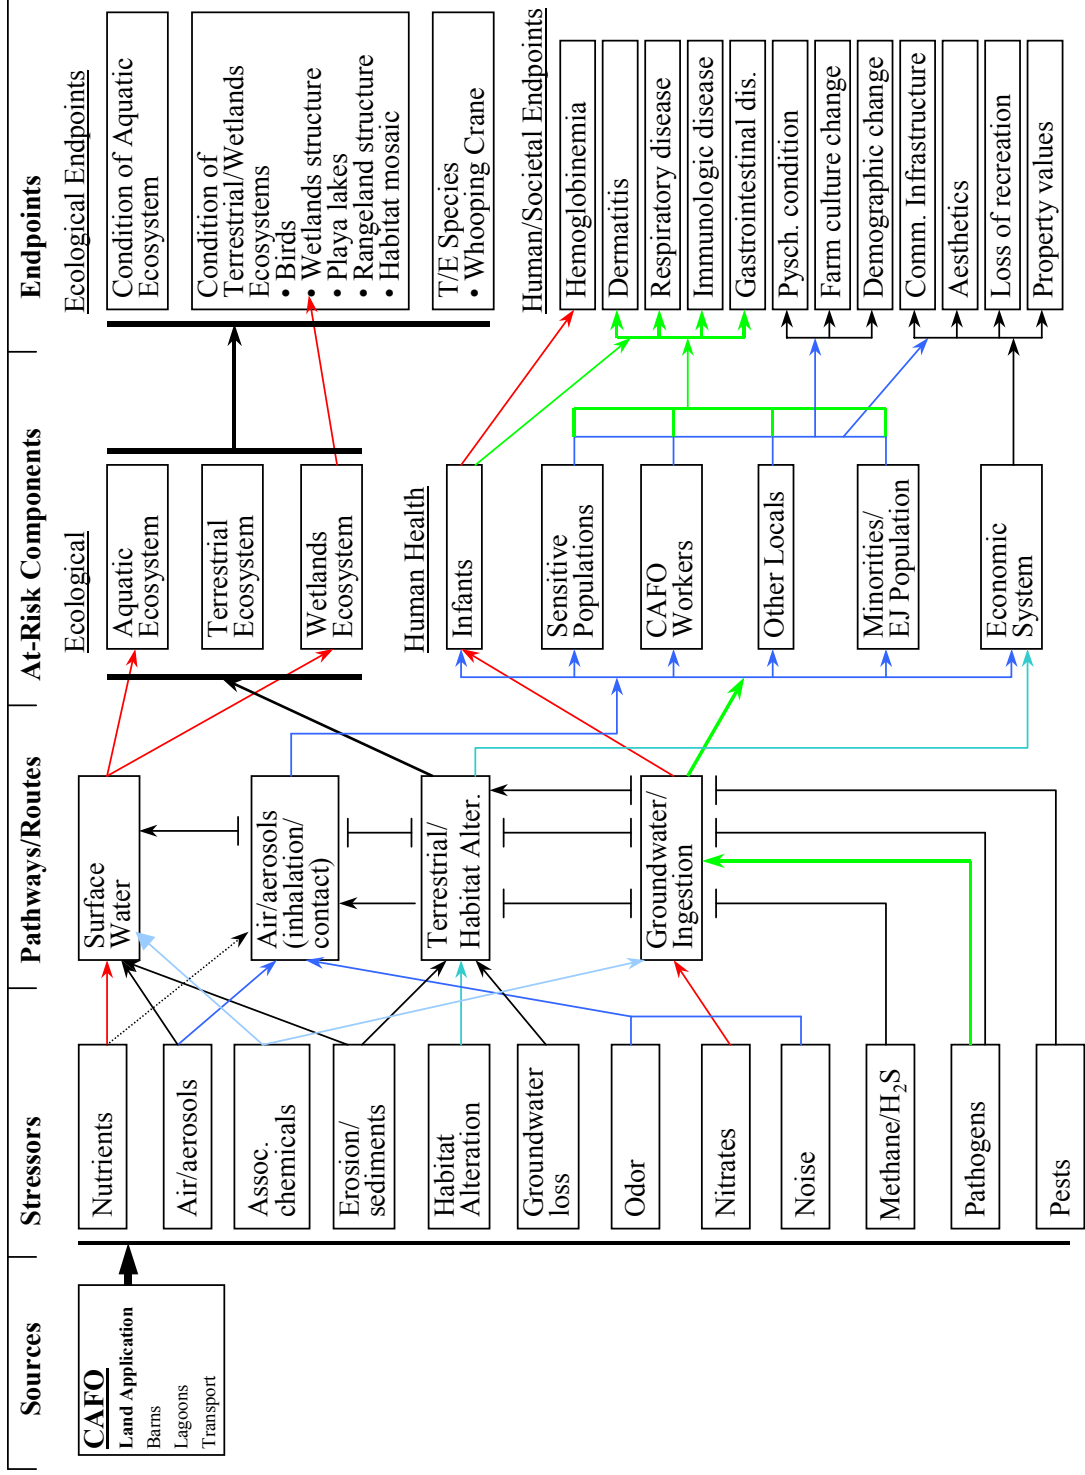 Sources
Stressors
Pathways/Routes
At-Risk Components
Endpoints
CAFO
Land Application
Barns
Lagoons
Transport
Nutrients
Air/aerosols
Assoc.
chemicals
Erosion/
sediments
Habitat
Alteration
Groundwater
loss
Odor
Nitrates
Noise
Methane/H₂S
Pathogens
Pests
Surface
Water
Air/aerosols
(inhalation/
contact)
Terrestrial/
Habitat Alter.
Groundwater/
Ingestion
Ecological
Aquatic
Ecosystem
Terrestrial
Ecosystem
Wetlands
Ecosystem
Human Health
Infants
Sensitive
Populations
CAFO
Workers
Other Locals
Minorities/
EJ Population
Economic
System
Ecological Endpoints
Condition of Aquatic
Ecosystem
Condition of
Terrestrial/Wetlands
Ecosystems
• Birds
• Wetlands structure
• Playa lakes
• Rangeland structure
• Habitat mosaic
T/E Species
• Whooping Crane
Human/Societal Endpoints
Hemoglobinemia
Dermatitis
Respiratory disease
Immunologic disease
Gastrointestinal dis.
Pysch. condition
Farm culture change
Demographic change
Comm. Infrastructure
Aesthetics
Loss of recreation
Property values